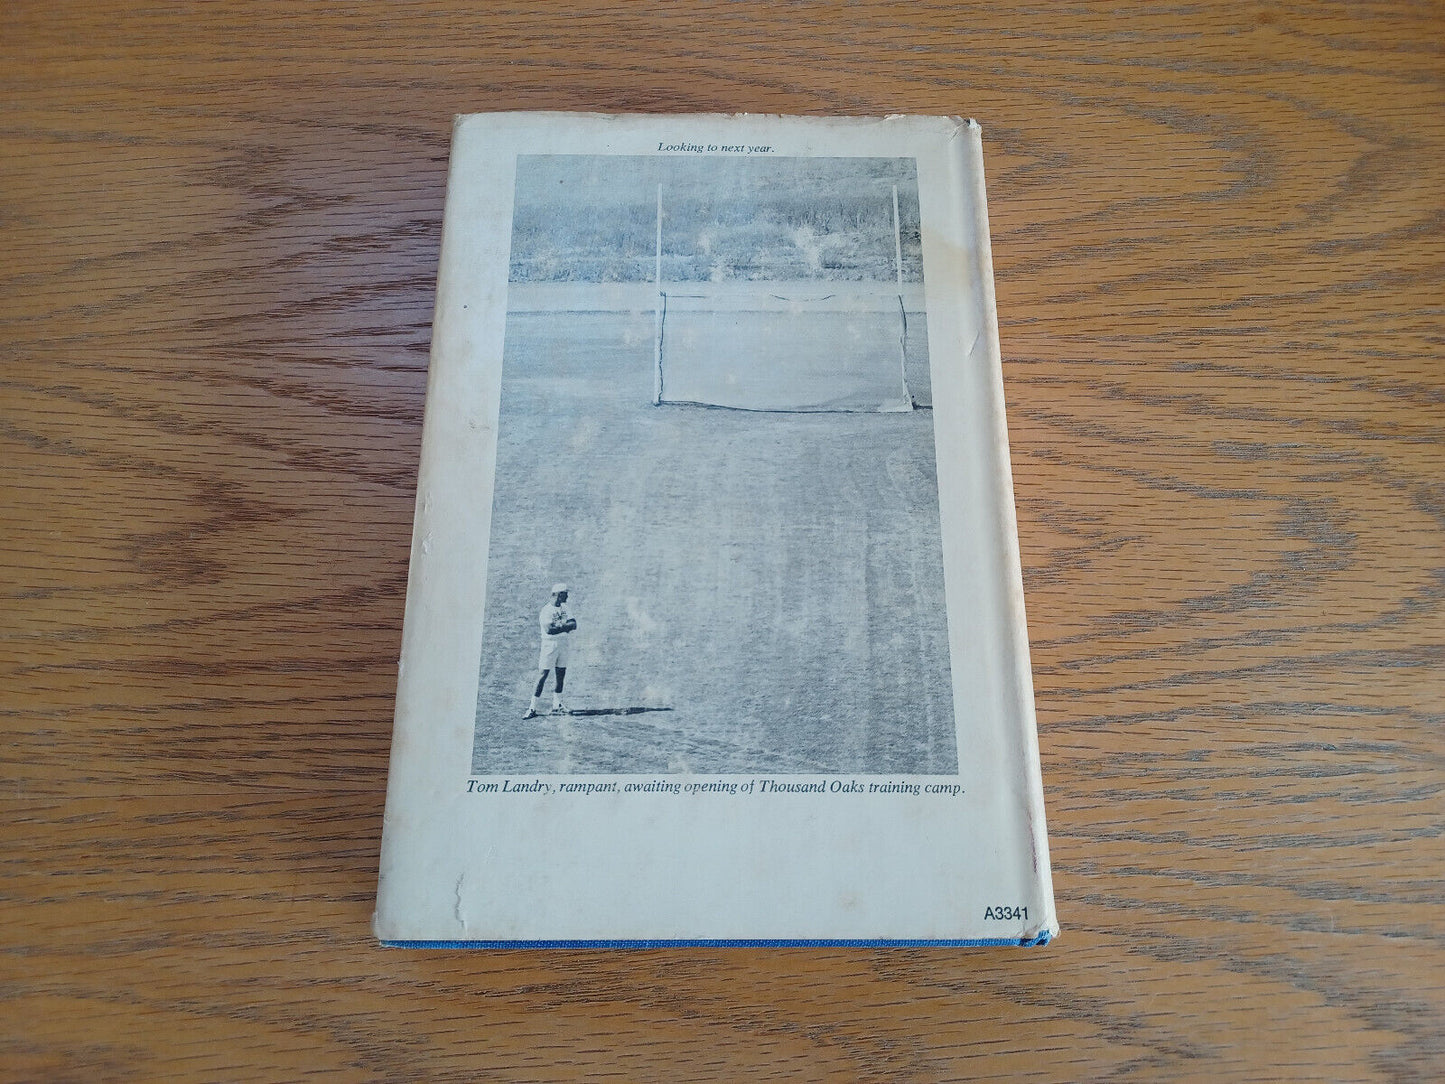 Looking to next year.
Tom Landry, rampant, awaiting opening of Thousand Oaks training camp.
A3341